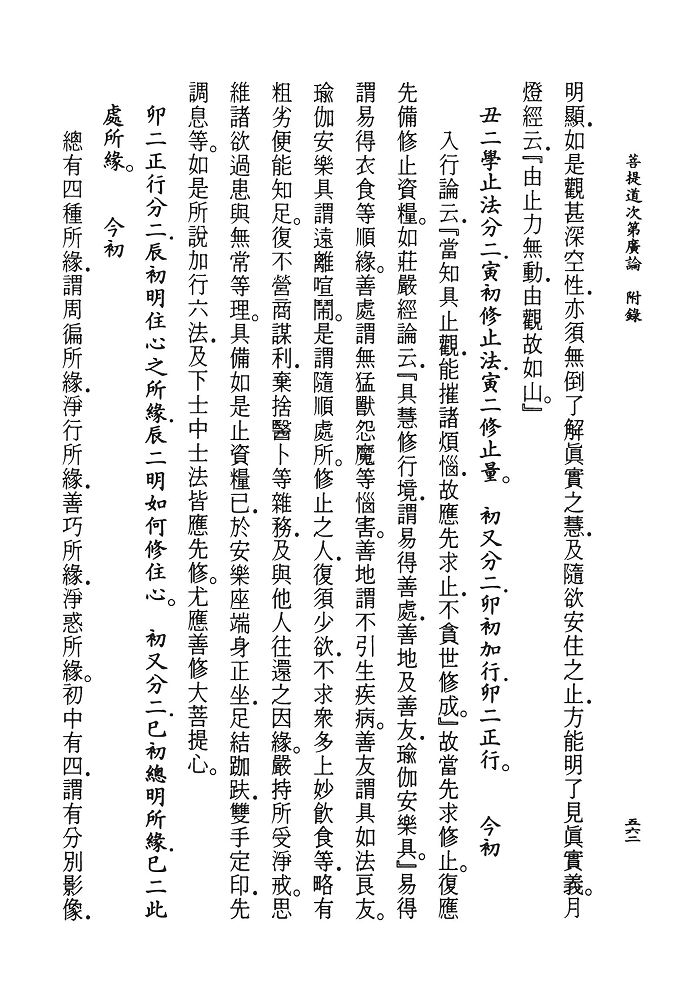 菩提道次第廣論 附錄
五六二
明顯．如是觀甚深空性．亦須無倒了解眞實之慧．及隨欲安住之止．方能明了見眞實義。月
燈經云．『由止力無動．由觀故如山。』
丑二學止法分二．寅初修止法．寅二修止量。 初又分二．卯初加行．卯二正行。 今初
入行論云．『當知具止觀．能摧諸煩惱．故應先求止．不貪世修成。』故當先求修止。復應
先備修止資糧。如莊嚴經論云．『具慧修行境．謂易得善處．善地及善友．瑜伽安樂具。』易得
謂易得衣食等順緣。善處謂無猛獸怨魔等惱害。善地謂不引生疾病。善友謂具如法良友。
瑜伽安樂具謂遠離喧鬧。是謂隨順處所。修止之人．復須少欲．不求衆多上妙飲食等．略有
粗劣便能知足。復不營商謀利．棄捨醫卜等雜務．及與他人往還之因緣。嚴持所受淨戒。思
維諸欲過患與無常等理。具備如是止資糧已．於安樂座端身正坐．足結跏趺．雙手定印．先
調息等。如是所說加行六法．及下士中士法皆應先修。尤應善修大菩提心。
卯二正行分二．辰初明住心之所緣．辰二明如何修住心。 初又分二．巳初總明所緣．巳二此
處所緣。 今初
總有四種所緣．謂周徧所緣．淨行所緣．善巧所緣．淨惑所緣。初中有四．謂有分別影像．